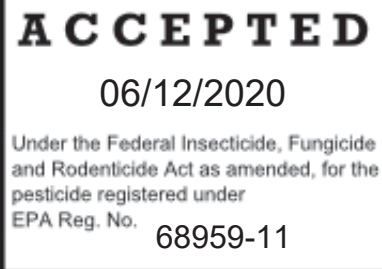 ACCEPTED
06/12/2020
Under the Federal Insecticide, Fungicide
and Rodenticide Act as amended, for the
pesticide registered under
EPA Reg. No. 68959-11